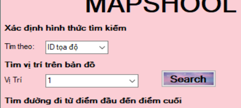 MAPSHOOL
Xác định hình thức tìm kiếm
Tìm theo: ID tọa độ
Tìm vị trí trên bản đồ
Vị Trí 1 Search
Tìm đường đi từ điểm đầu đến điểm cuối